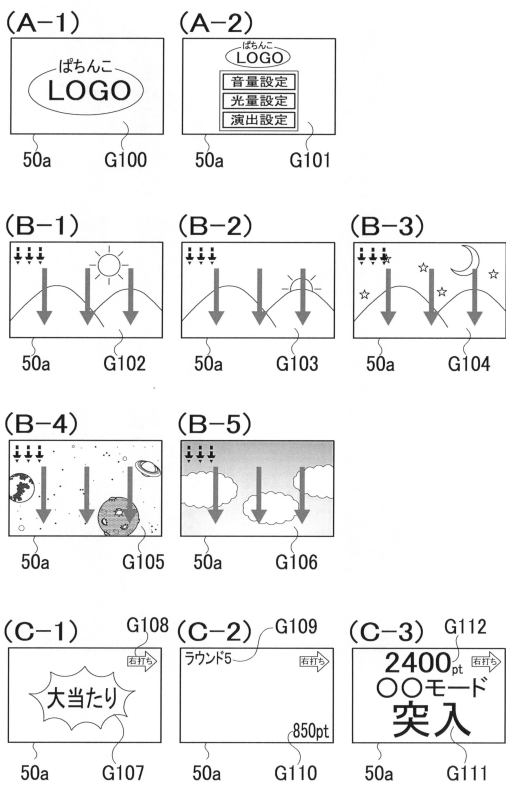 (A-1)
ぱちんこ
LOGO
50a
G100
(A-2)
ぱちんこ
LOGO
音量設定
光量設定
演出設定
50a
G101
(B-1)
50a
G102
(B-2)
50a
G103
(B-3)
50a
G104
(B-4)
50a
G105
(B-5)
50a
G106
(C-1)
G108
右打ち
大当たり
50a
G107
(C-2)
G109
ラウンド5
右打ち
850pt
50a
G110
(C-3)
G112
2400pt
右打ち
〇〇モード
突入
50a
G111